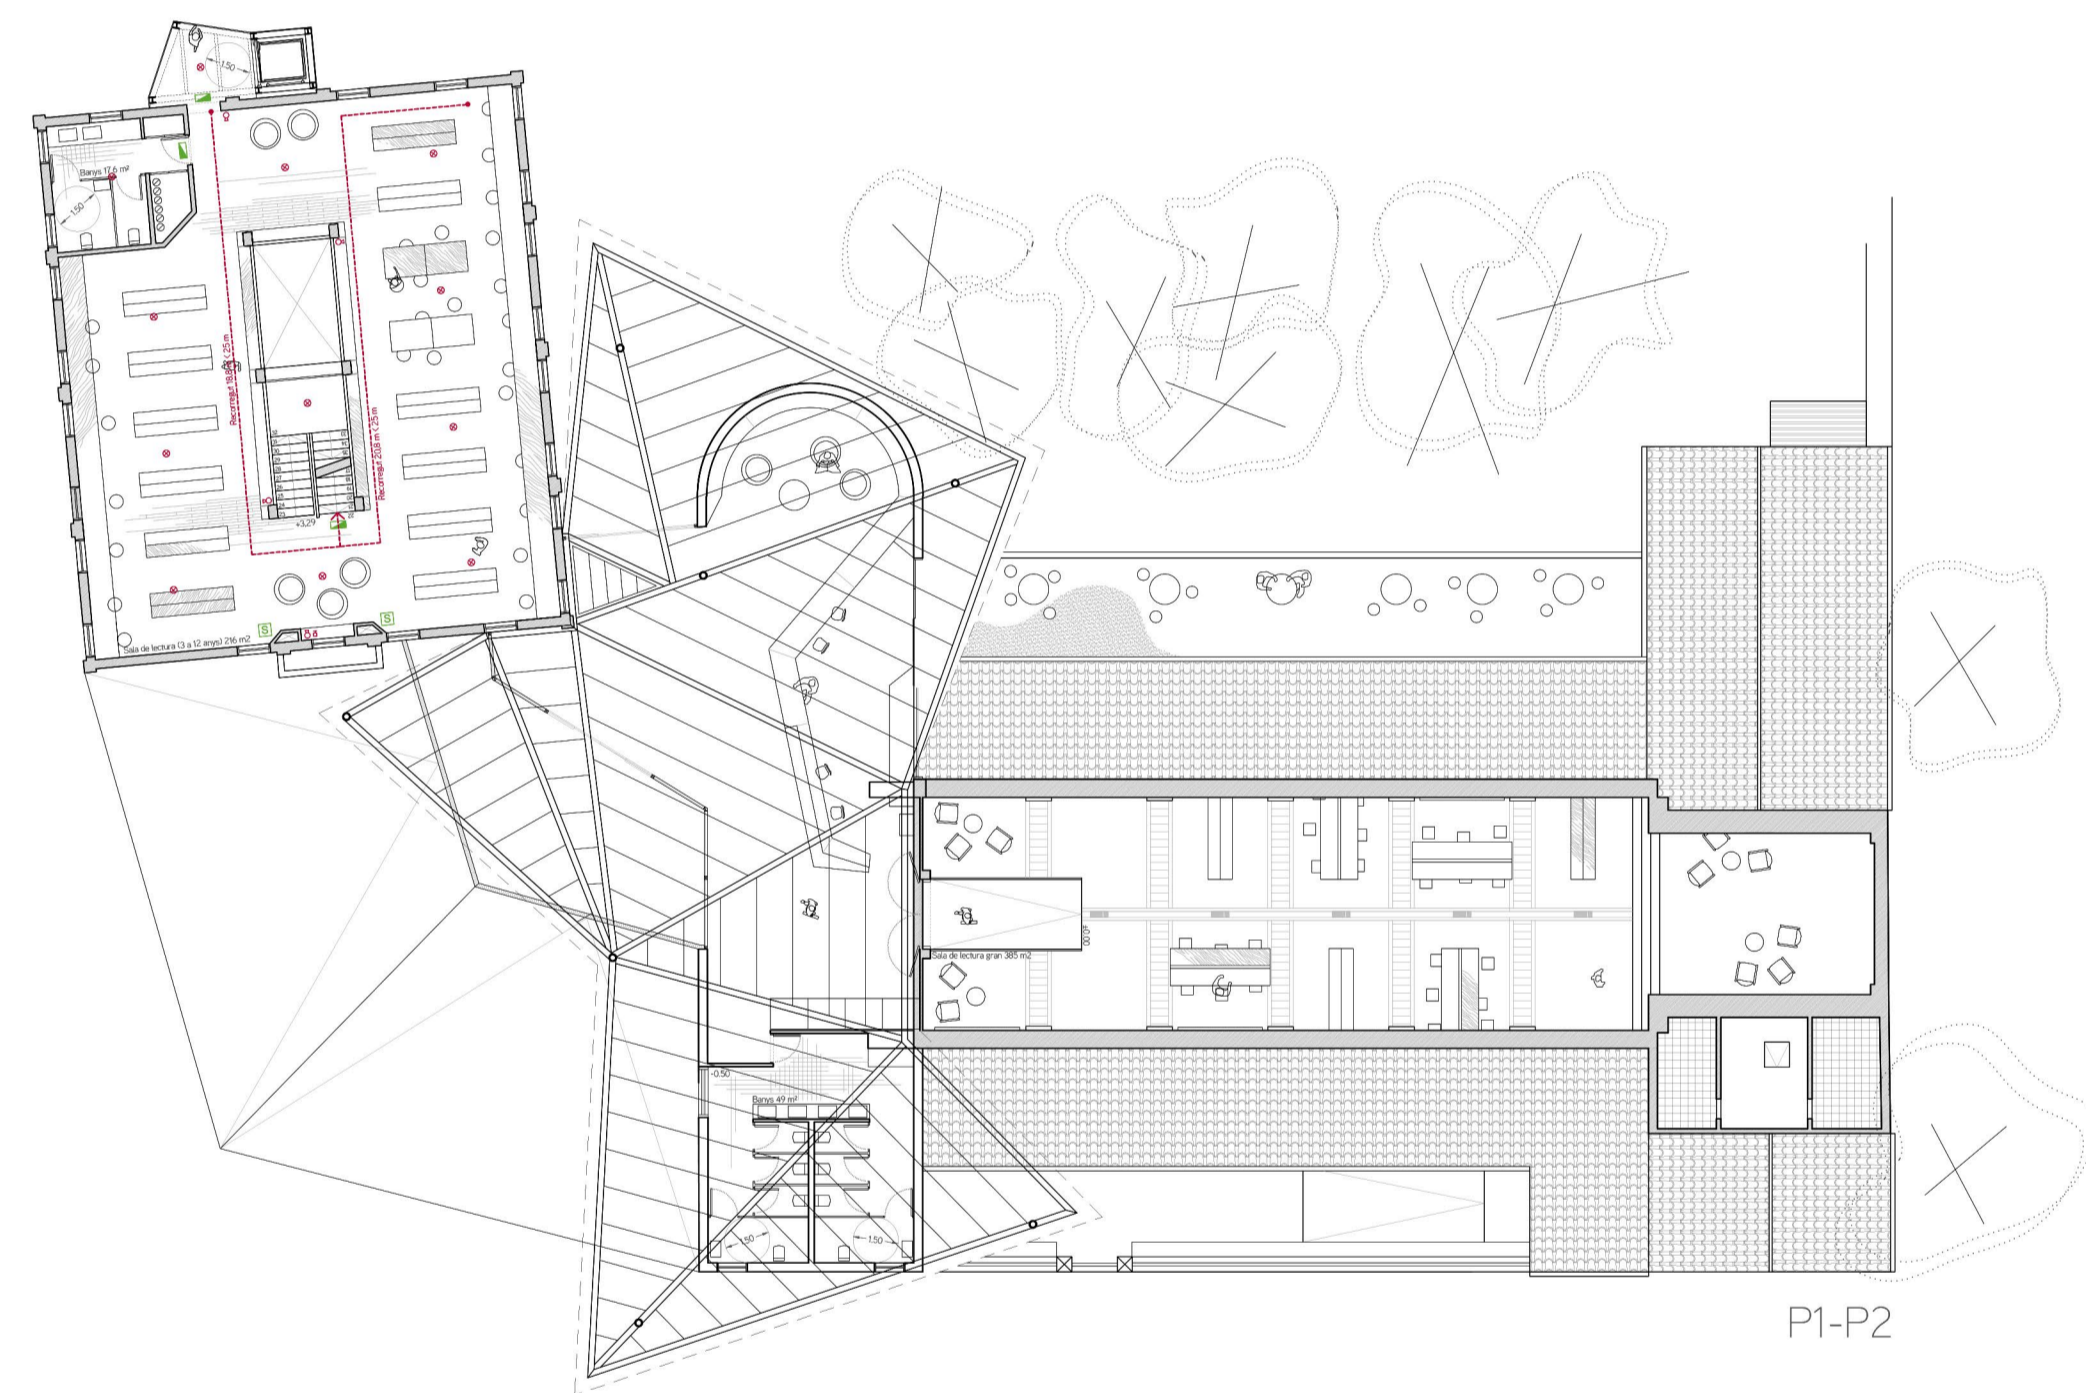 1.50
Banys 17,6 m²
1.50
Recorregut 18.8 m < 25 m
Recorregut 20,8 m < 25 m
+3,29
S
S
Sala de lectura (3 a 12 anys) 216 m2
±0.00
Sala de lectura gran 385 m2
-0.50
Banys 49 m²
1.50
1.50
P1-P2